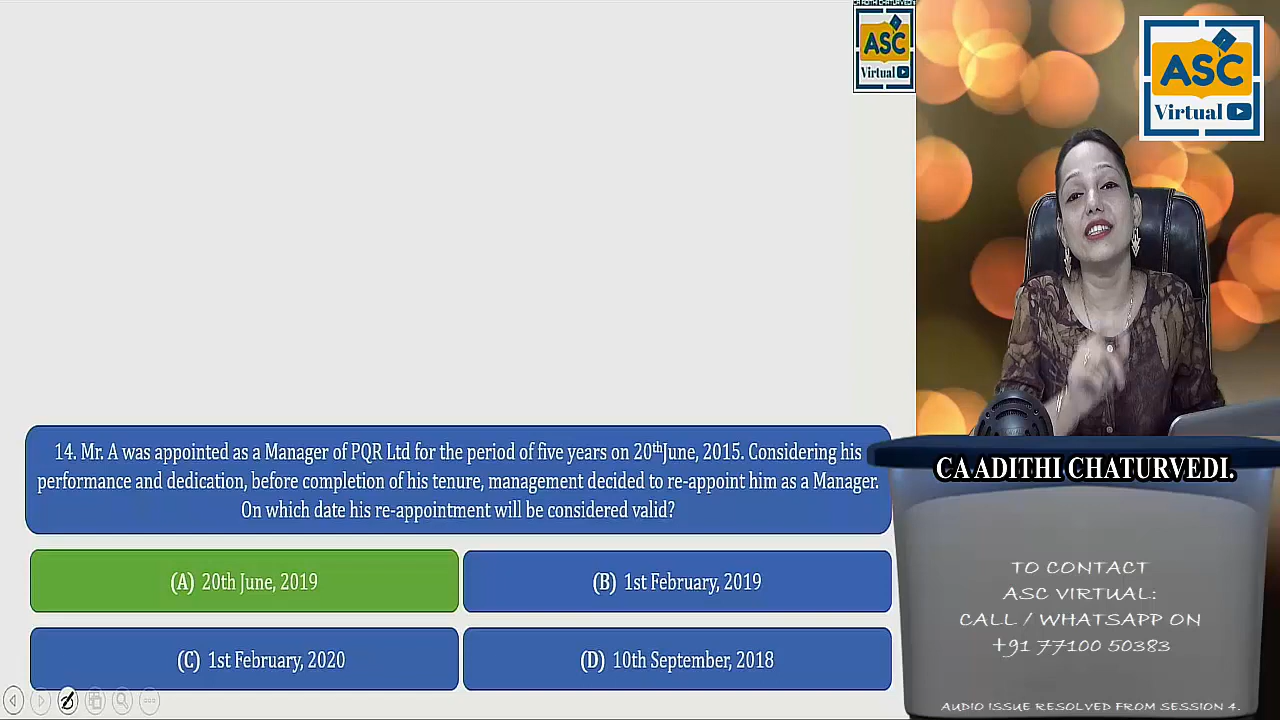 CA ADITHI CHATURVEDI
ASC
Virtual
ASC
Virtual
14. Mr. A was appointed as a Manager of PQR Ltd for the period of five years on 20thJune, 2015. Considering his
performance and dedication, before completion of his tenure, management decided to re-appoint him as a Manager.
On which date his re-appointment will be considered valid?
(A) 20th June, 2019
(B) 1st February, 2019
(C) 1st February, 2020
(D) 10th September, 2018
CA ADITHI CHATURVEDI.
TO CONTACT
ASC VIRTUAL:
CALL / WHATSAPP ON
+91 77100 50383
AUDIO ISSUE RESOLVED FROM SESSION 4.